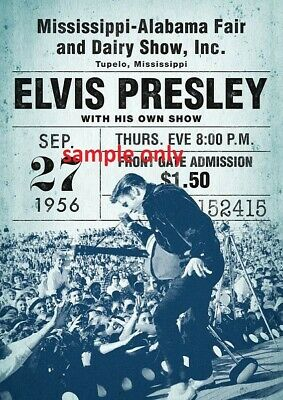 Mississippi-Alabama Fair
and Dairy Show, Inc.
Tupelo, Mississippi
ELVIS PRESLEY
WITH HIS OWN SHOW
SEP. 27 1956
THURS. EVE 8:00 P.M.
FRONT GATE ADMISSION
$1.50
sample only
152415